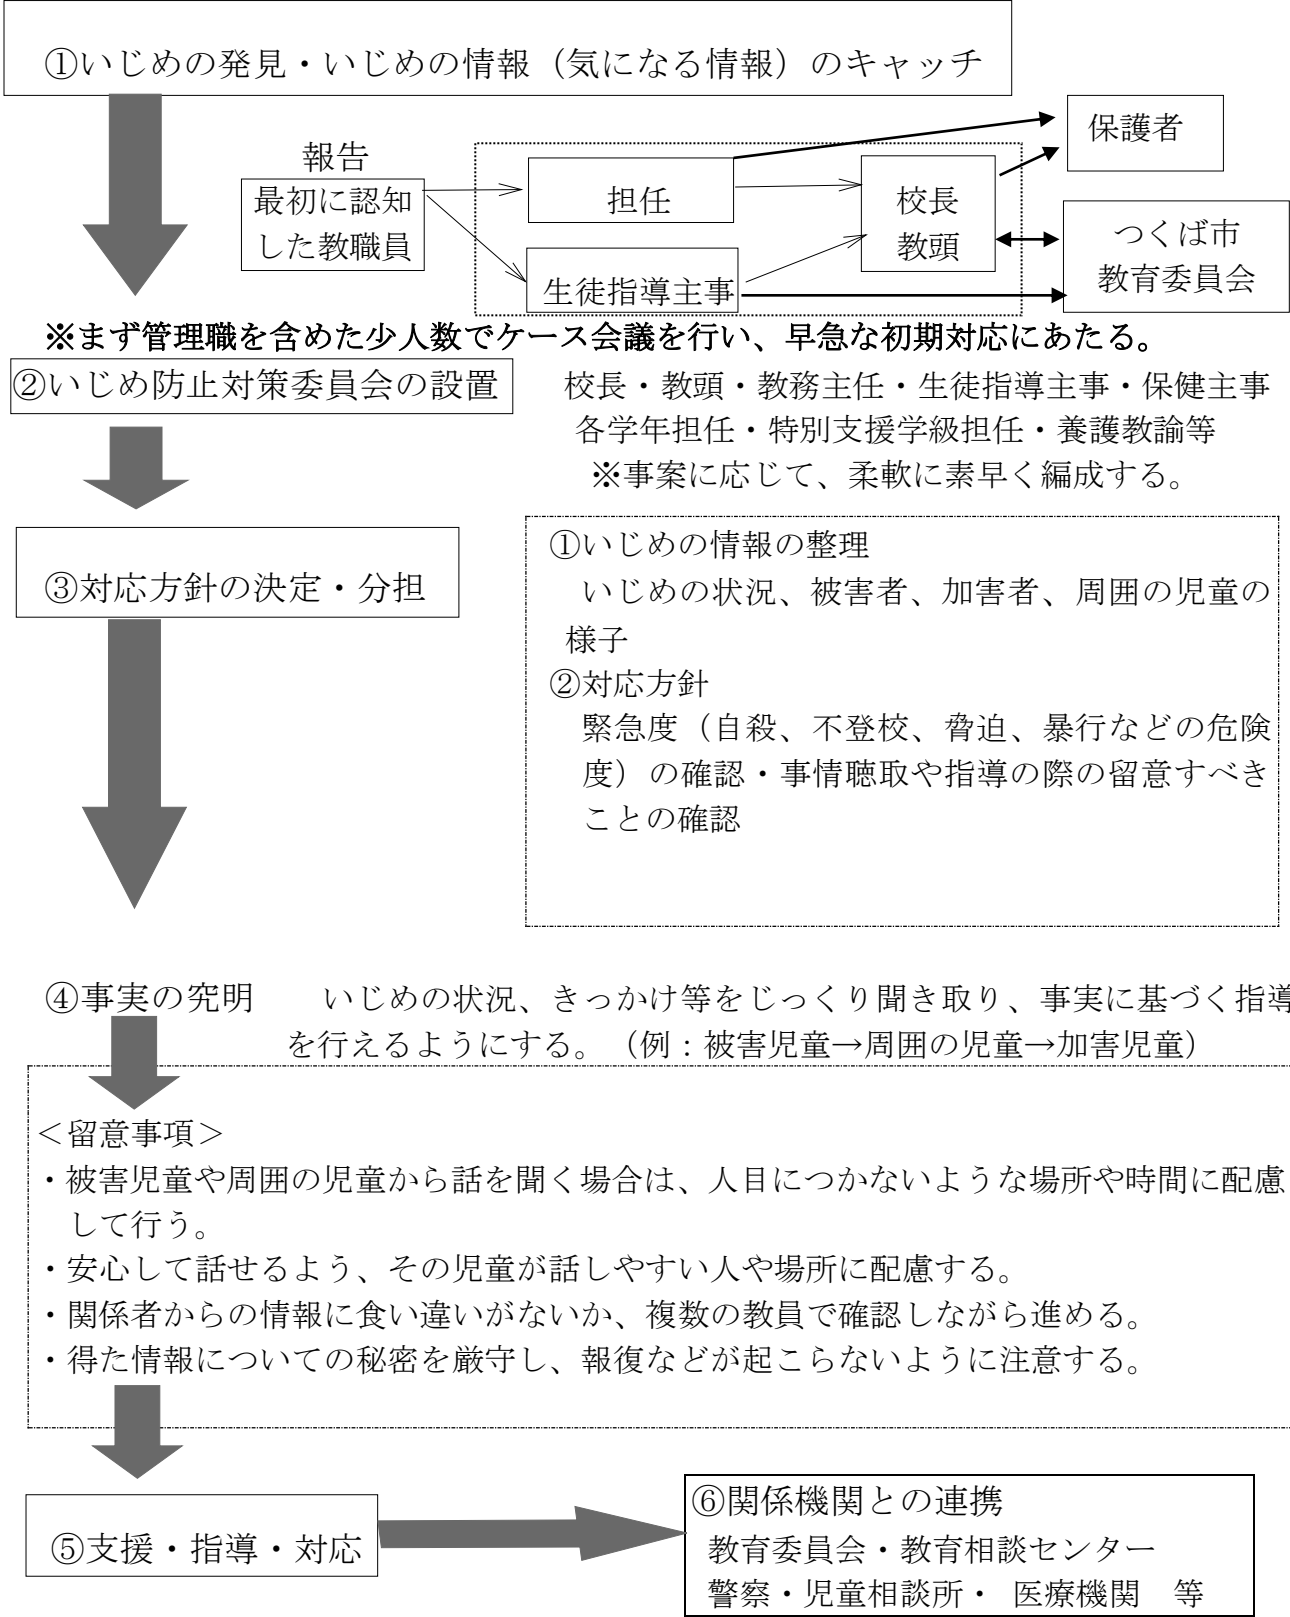 ①いじめの発見・いじめの情報（気になる情報）のキャッチ
報告
最初に認知
した教職員
担任
生徒指導主事
校長
教頭
保護者
つくば市
教育委員会
※まず管理職を含めた少人数でケース会議を行い、早急な初期対応にあたる。
②いじめ防止対策委員会の設置
校長・教頭・教務主任・生徒指導主事・保健主事
各学年担任・特別支援学級担任・養護教諭等
※事案に応じて、柔軟に素早く編成する。
③対応方針の決定・分担
①いじめの情報の整理
いじめの状況、被害者、加害者、周囲の児童の
様子
②対応方針
緊急度（自殺、不登校、脅迫、暴行などの危険
度）の確認・事情聴取や指導の際の留意すべき
ことの確認
④事実の究明　いじめの状況、きっかけ等をじっくり聞き取り、事実に基づく指導
を行えるようにする。（例：被害児童→周囲の児童→加害児童）
＜留意事項＞
・被害児童や周囲の児童から話を聞く場合は、人目につかないような場所や時間に配慮
して行う。
・安心して話せるよう、その児童が話しやすい人や場所に配慮する。
・関係者からの情報に食い違いがないか、複数の教員で確認しながら進める。
・得た情報についての秘密を厳守し、報復などが起こらないように注意する。
⑤支援・指導・対応
⑥関係機関との連携
教育委員会・教育相談センター
警察・児童相談所・ 医療機関　等